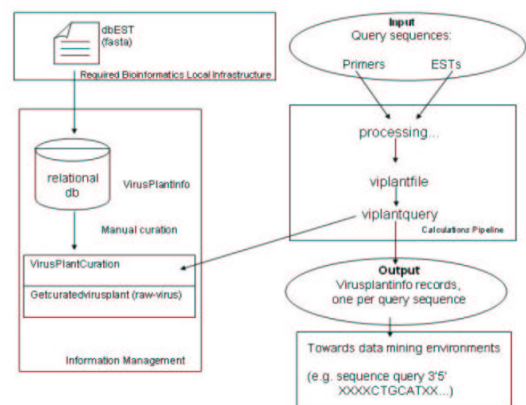 dbEST
(fasta)
Required Bioinformatics Local Infrastructure
relational
db
VirusPlantInfo
Manual curation
VirusPlantCuration
Getcuratedvirusplant (raw-virus)
Information Management
Input
Query sequences:
Primers
ESTs
processing...
viplantfile
viplantquery
Calculations Pipeline
Output
Virusplantinfo records,
one per query sequence
Towards data mining environments
(e.g. sequence query 3'5'
XXXXCTGCATXX...)